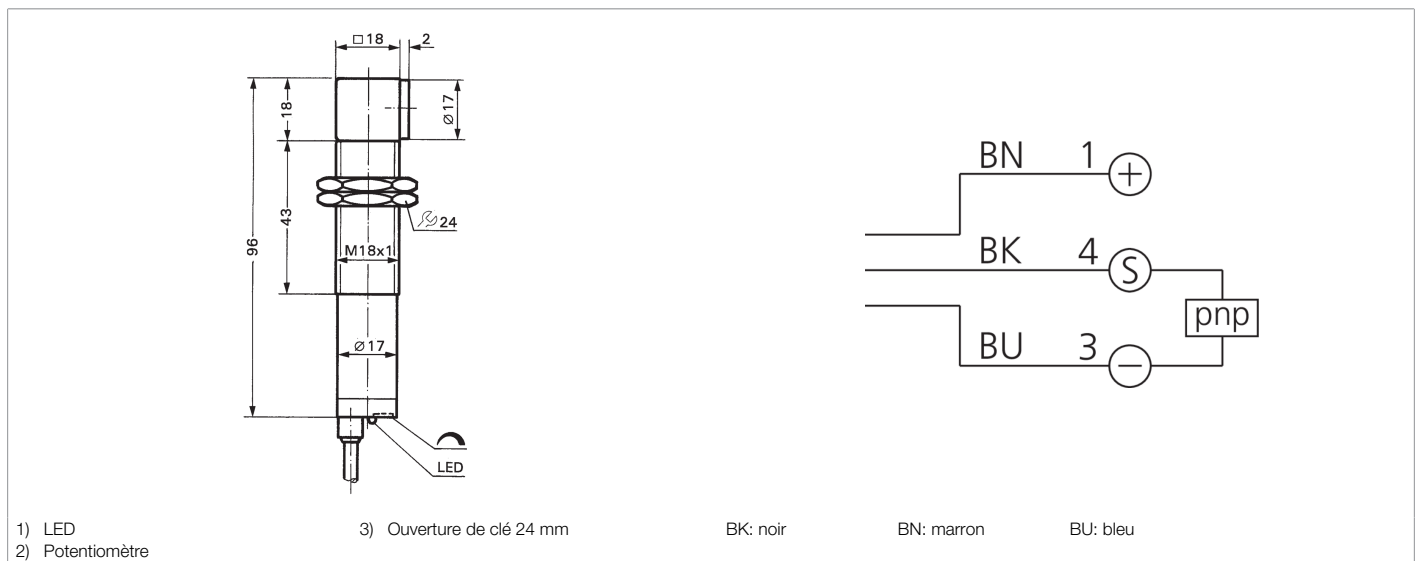 □18 2
18
Ø17
43
24
96
M18x1
Ø17
LED
BN 1 +
BK 4 S
pnp
BU 3 −
1) LED 3) Ouverture de clé 24 mm BK: noir BN: marron BU: bleu
2) Potentiomètre